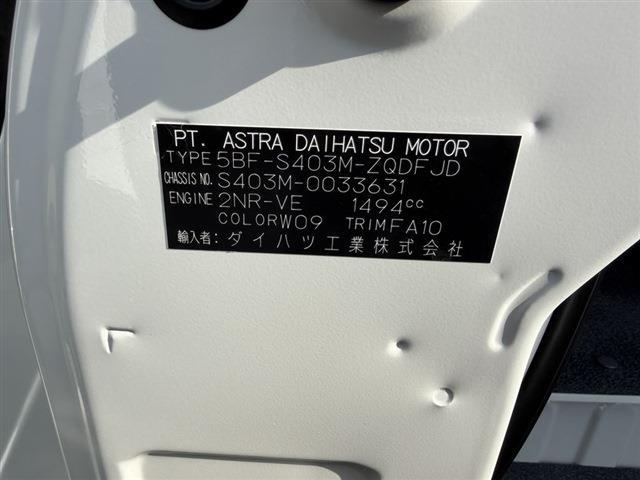 PT. ASTRA DAIHATSU MOTOR
TYPE 5BF-S403M-ZQDFJD
CHASSIS NO. S403M-0033631
ENGINE 2NR-VE 1494cc
COLOR W09 TRIM FA10
輸入者: ダイハツ工業株式会社